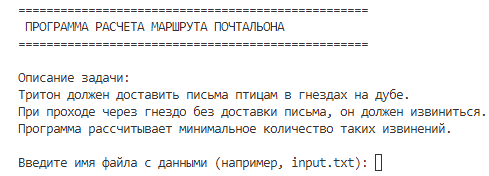 ==================================================
ПРОГРАММА РАСЧЕТА МАРШРУТА ПОЧТАЛЬОНА
==================================================
Описание задачи:
Тритон должен доставить письма птицам в гнездах на дубе.
При проходе через гнездо без доставки письма, он должен извиниться.
Программа рассчитывает минимальное количество таких извинений.
Введите имя файла с данными (например, input.txt):